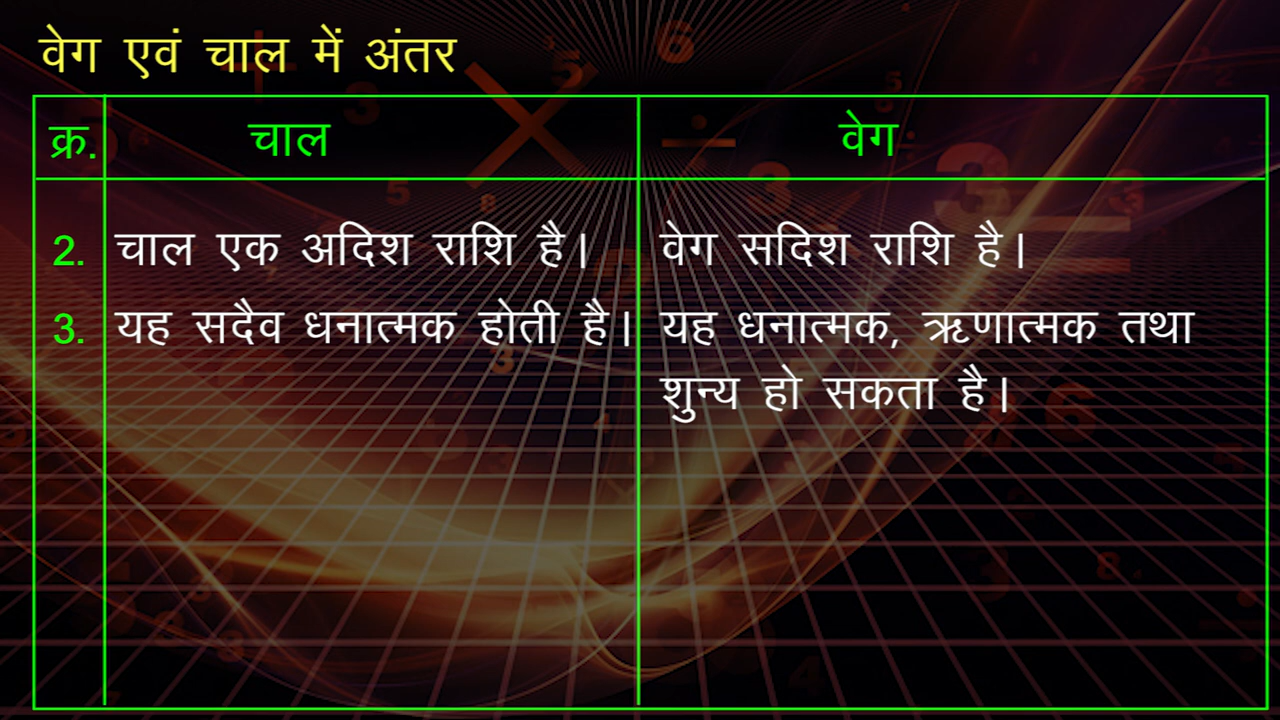 वेग एवं चाल में अंतर
क्र. चाल वेग
2. चाल एक अदिश राशि है। वेग सदिश राशि है।
3. यह सदैव धनात्मक होती है। यह धनात्मक, ऋणात्मक तथा
शुन्य हो सकता है।